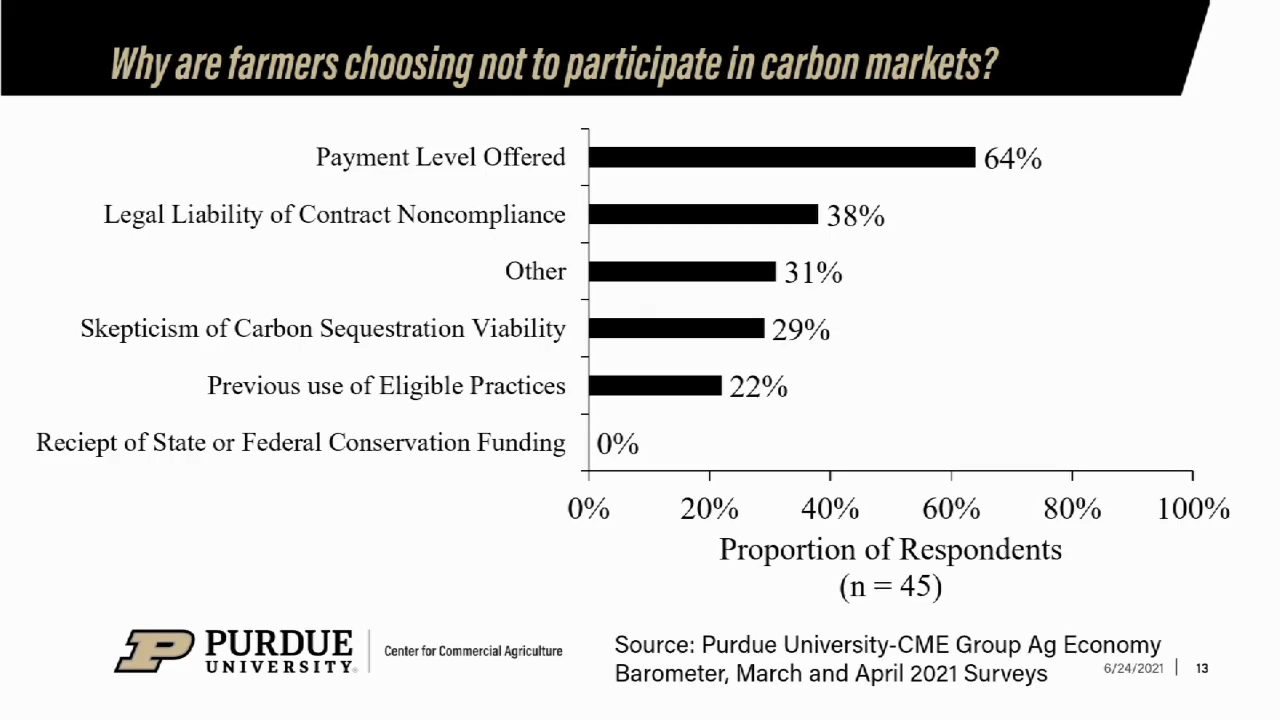 Why are farmers choosing not to participate in carbon markets?
Payment Level Offered 64%
Legal Liability of Contract Noncompliance 38%
Other 31%
Skepticism of Carbon Sequestration Viability 29%
Previous use of Eligible Practices 22%
Reciept of State or Federal Conservation Funding 0%
0% 20% 40% 60% 80% 100%
Proportion of Respondents
(n = 45)
PURDUE
UNIVERSITY®
Center for Commercial Agriculture
Source: Purdue University-CME Group Ag Economy
Barometer, March and April 2021 Surveys
6/24/2021 | 13